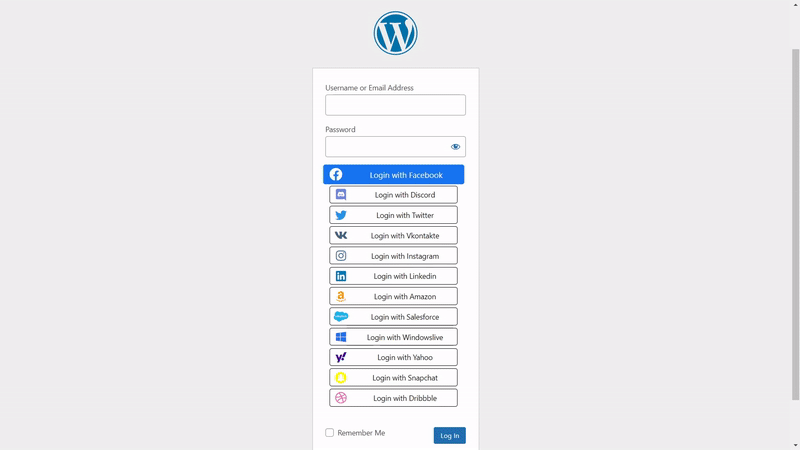 Username or Email Address
Password
Login with Facebook
Login with Discord
Login with Twitter
Login with Vkontakte
Login with Instagram
Login with Linkedin
Login with Amazon
Login with Salesforce
Login with Windowslive
Login with Yahoo
Login with Snapchat
Login with Dribbble
Remember Me
Log In